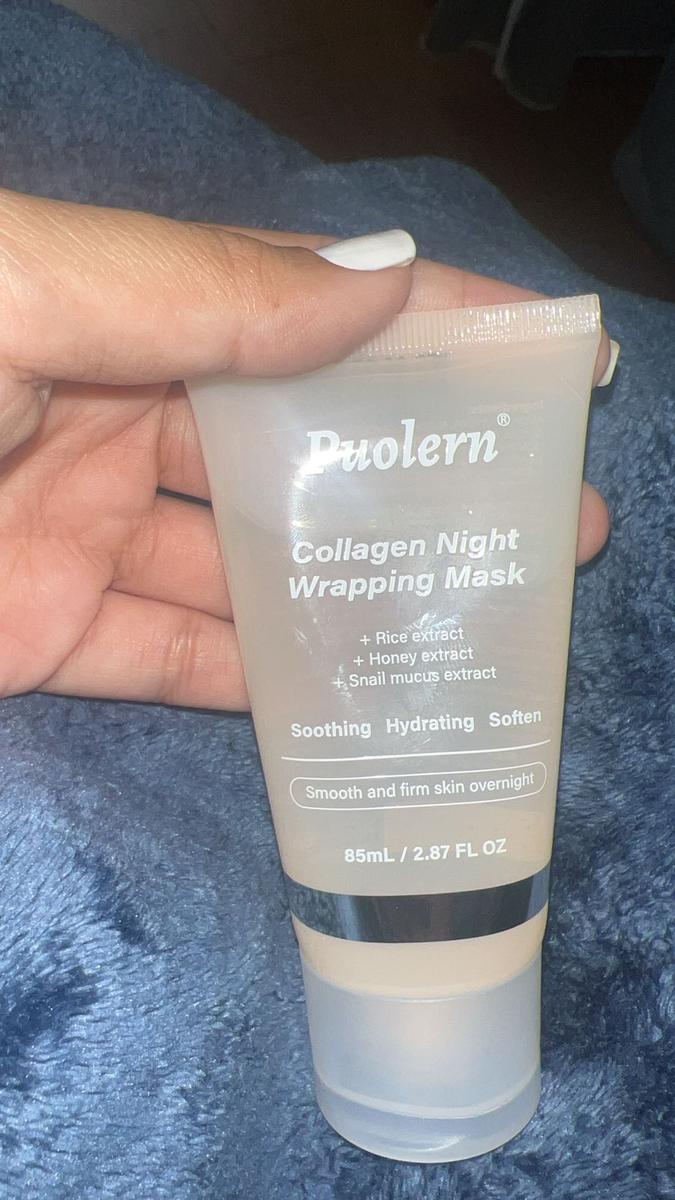 Puolern®
Collagen Night
Wrapping Mask
+ Rice extract
+ Honey extract
+ Snail mucus extract
Soothing Hydrating Soften
Smooth and firm skin overnight
85mL / 2.87 FL OZ